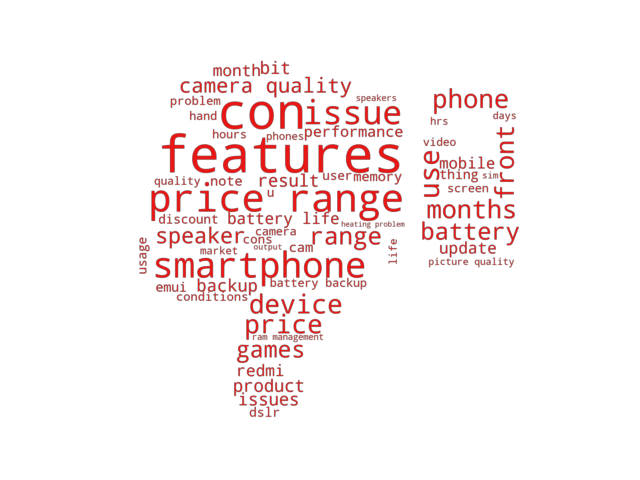 month bit
camera quality
problem
speakers
con issue
hand
hours
phones
performance
features
quality note result user memory
price range
u
discount battery life
heating problem
speaker cons camera range
market output cam
usage
life
smartphone
emui backup battery backup
conditions
device
price
ram management
games
redmi
product
issues
dslr
phone
days
hrs
video
use
front
mobile
thing sim
screen
months
battery
update
picture quality